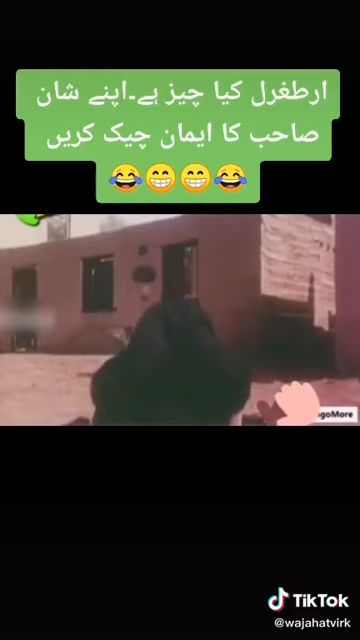 ارطغرل کیا چیز ہے۔اپنے شان
صاحب کا ایمان چیک کریں
😂😁😁😂
TikTok
@wajahatvirk